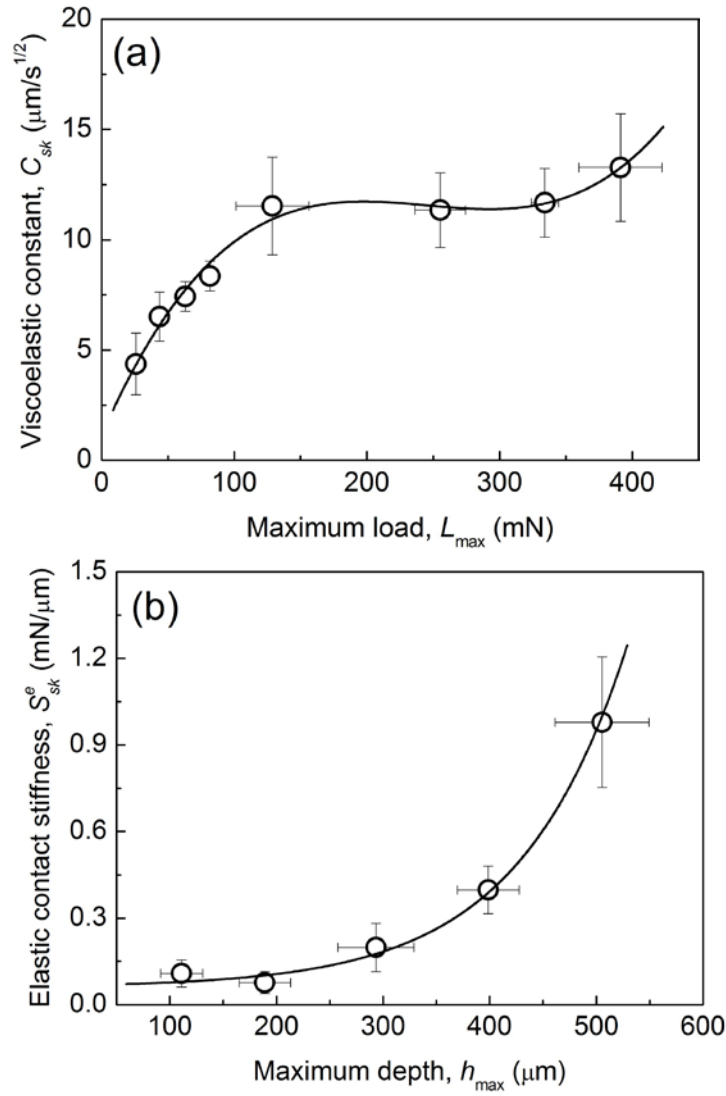 (a)
Viscoelastic constant, C_sk (μm/s^1/2)
20
15
10
5
0
0 100 200 300 400
Maximum load, L_max (mN)
(b)
Elastic contact stiffness, S^e_sk (mN/μm)
1.5
1.2
0.9
0.6
0.3
0.0
100 200 300 400 500 600
Maximum depth, h_max (μm)